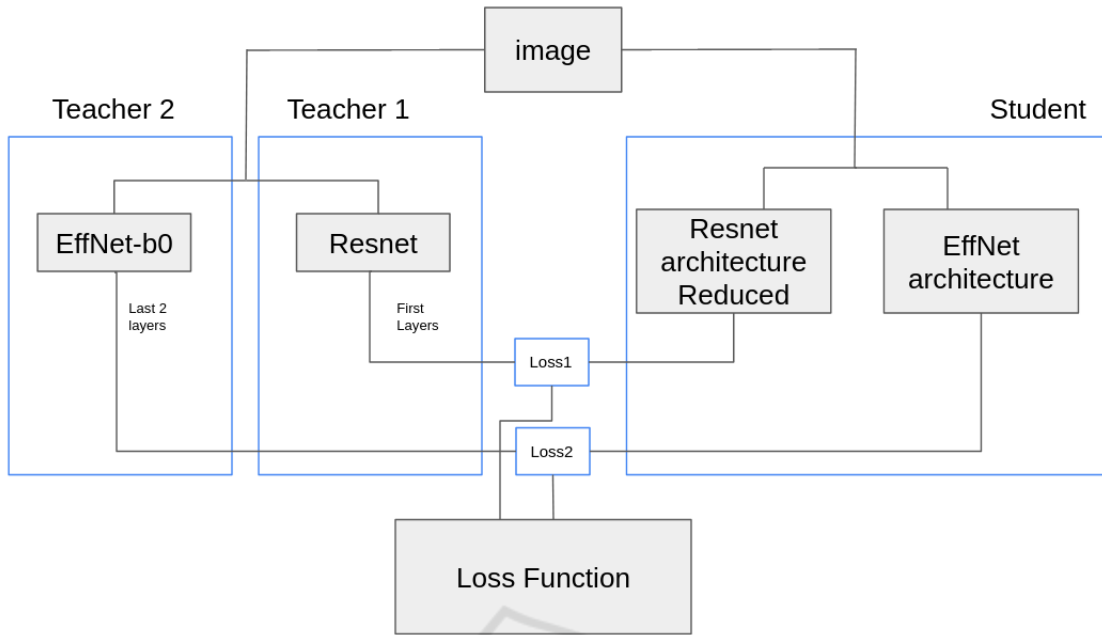 image
Teacher 2
Teacher 1
Student
EffNet-b0
Resnet
Resnet
architecture
Reduced
EffNet
architecture
Last 2
layers
First
Layers
Loss1
Loss2
Loss Function